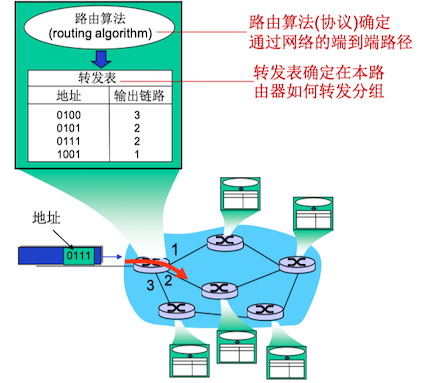 路由算法
(routing algorithm)
路由算法(协议)确定
通过网络的端到端路径
转发表
转发表确定在本路
由器如何转发分组
地址 输出链路
0100 3
0101 2
0111 2
1001 1
地址
0111
1
2
3